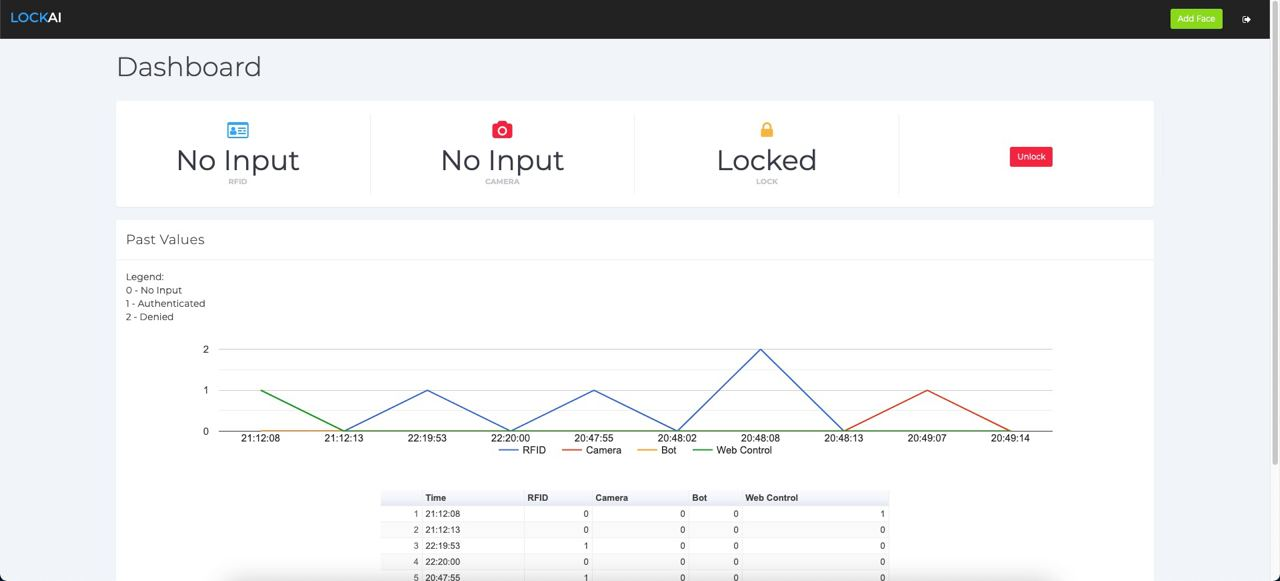 LOCKAI
Add Face
Dashboard
No Input
RFID
No Input
CAMERA
Locked
LOCK
Unlock
Past Values
Legend:
0 - No Input
1 - Authenticated
2 - Denied
2
1
0
21:12:08 21:12:13 22:19:53 22:20:00 20:47:55 20:48:02 20:48:08 20:48:13 20:49:07 20:49:14
RFID Camera Bot Web Control
Time RFID Camera Bot Web Control
1 21:12:08 0 0 0 1
2 21:12:13 0 0 0 0
3 22:19:53 1 0 0 0
4 22:20:00 0 0 0 0
5 20:47:55 1 0 0 0